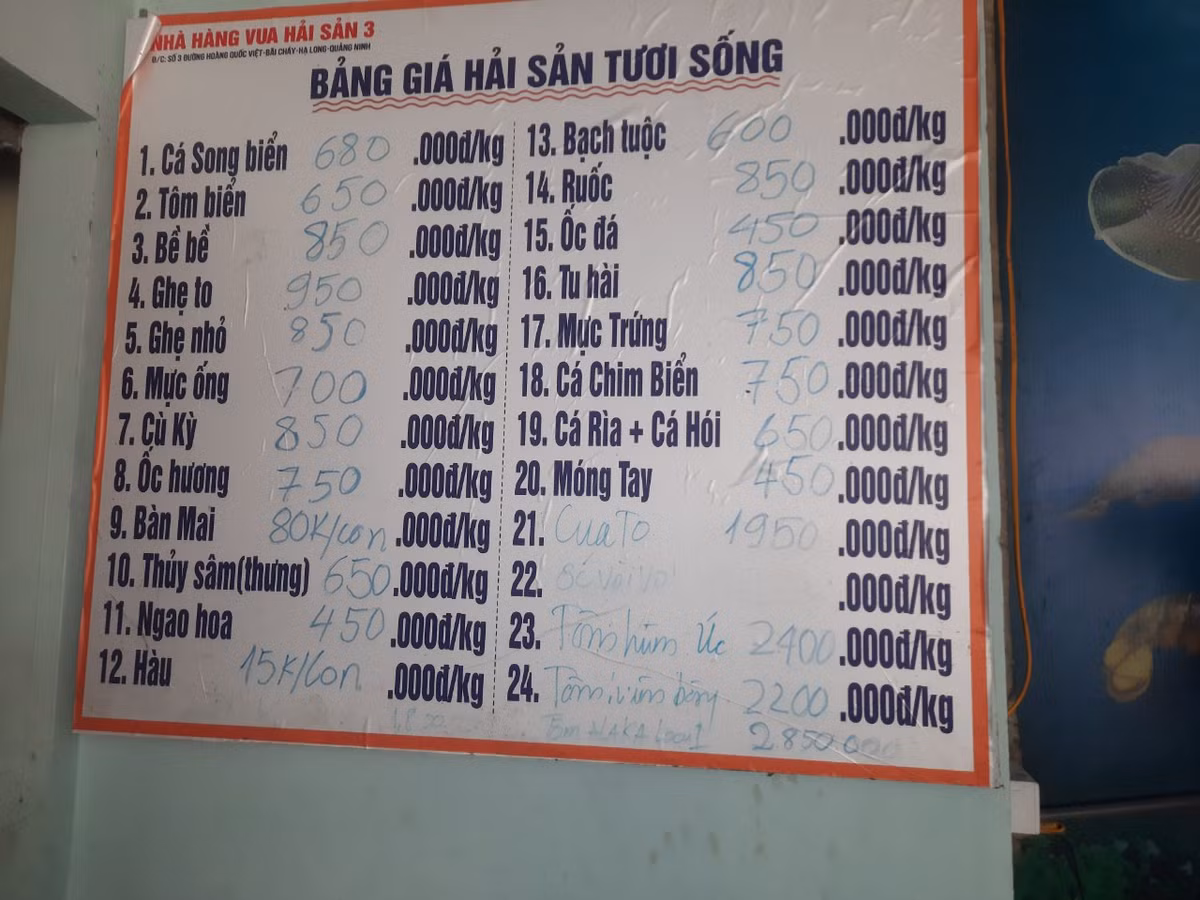 NHÀ HÀNG VUA HẢI SẢN 3
Đ/C: SỐ 3 ĐƯỜNG HOÀNG QUỐC VIỆT-BÃI CHÁY-HẠ LONG-QUẢNG NINH
BẢNG GIÁ HẢI SẢN TƯƠI SỐNG
1. Cá Song biển 680 .000đ/kg
2. Tôm biển 650 .000đ/kg
3. Bề bề 850 .000đ/kg
4. Ghẹ to 950 .000đ/kg
5. Ghẹ nhỏ 850 .000đ/kg
6. Mực ống 700 .000đ/kg
7. Cù Kỳ 850 .000đ/kg
8. Ốc hương 750 .000đ/kg
9. Bàn Mai 80K/con .000đ/kg
10. Thủy sâm(thưng) 650 .000đ/kg
11. Ngao hoa 450 .000đ/kg
12. Hàu 15K/con .000đ/kg
13. Bạch tuộc 600 .000đ/kg
14. Ruốc 850 .000đ/kg
15. Ốc đá 450 .000đ/kg
16. Tu hài 850 .000đ/kg
17. Mực Trứng 750 .000đ/kg
18. Cá Chim Biển 750 .000đ/kg
19. Cá Rìa + Cá Hói 650 .000đ/kg
20. Móng Tay 450 .000đ/kg
21. Cua To 1950 .000đ/kg
22. .000đ/kg
23. Tôm hùm Úc 2400 .000đ/kg
24. Tôm 2200 .000đ/kg
2.850.000